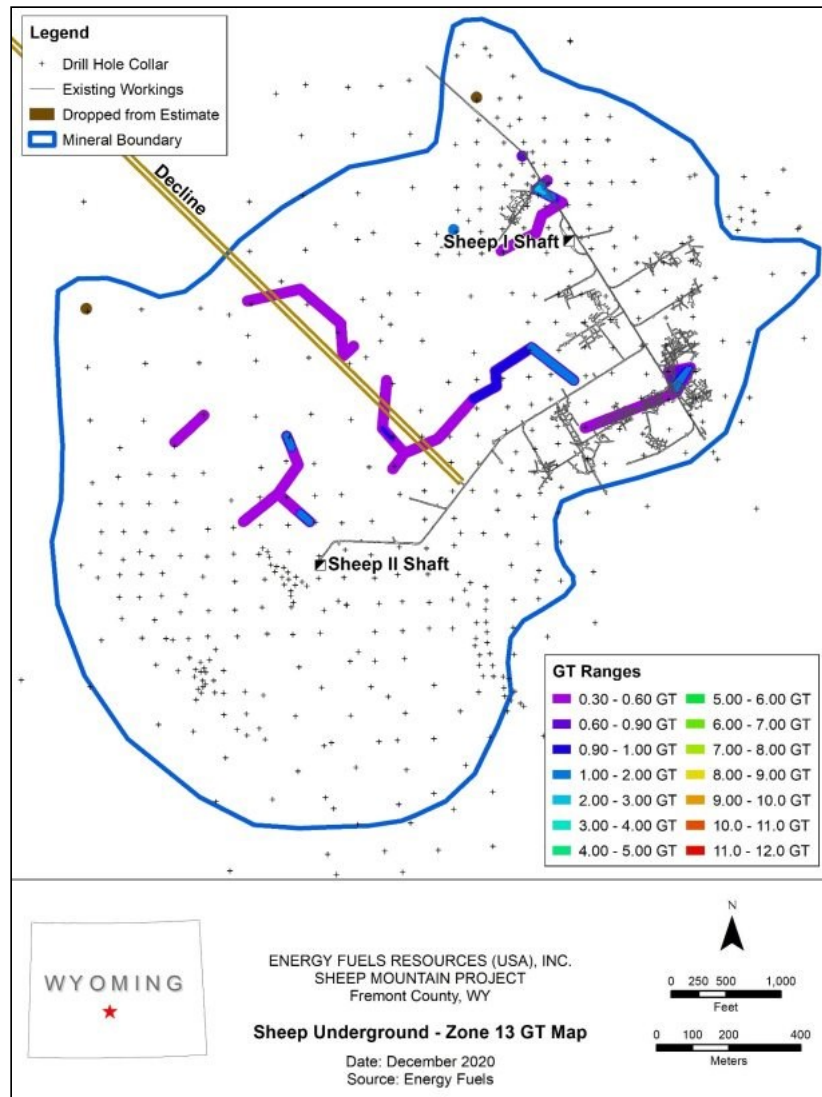 Legend
Drill Hole Collar
Existing Workings
Dropped from Estimate
Mineral Boundary
Decline
Sheep I Shaft
Sheep II Shaft
GT Ranges
0.30 - 0.60 GT
0.60 - 0.90 GT
0.90 - 1.00 GT
1.00 - 2.00 GT
2.00 - 3.00 GT
3.00 - 4.00 GT
4.00 - 5.00 GT
5.00 - 6.00 GT
6.00 - 7.00 GT
7.00 - 8.00 GT
8.00 - 9.00 GT
9.00 - 10.0 GT
10.0 - 11.0 GT
11.0 - 12.0 GT
WYOMING
ENERGY FUELS RESOURCES (USA), INC.
SHEEP MOUNTAIN PROJECT
Fremont County, WY
Sheep Underground - Zone 13 GT Map
Date: December 2020
Source: Energy Fuels
N
0 250 500 1,000
Feet
0 100 200 400
Meters